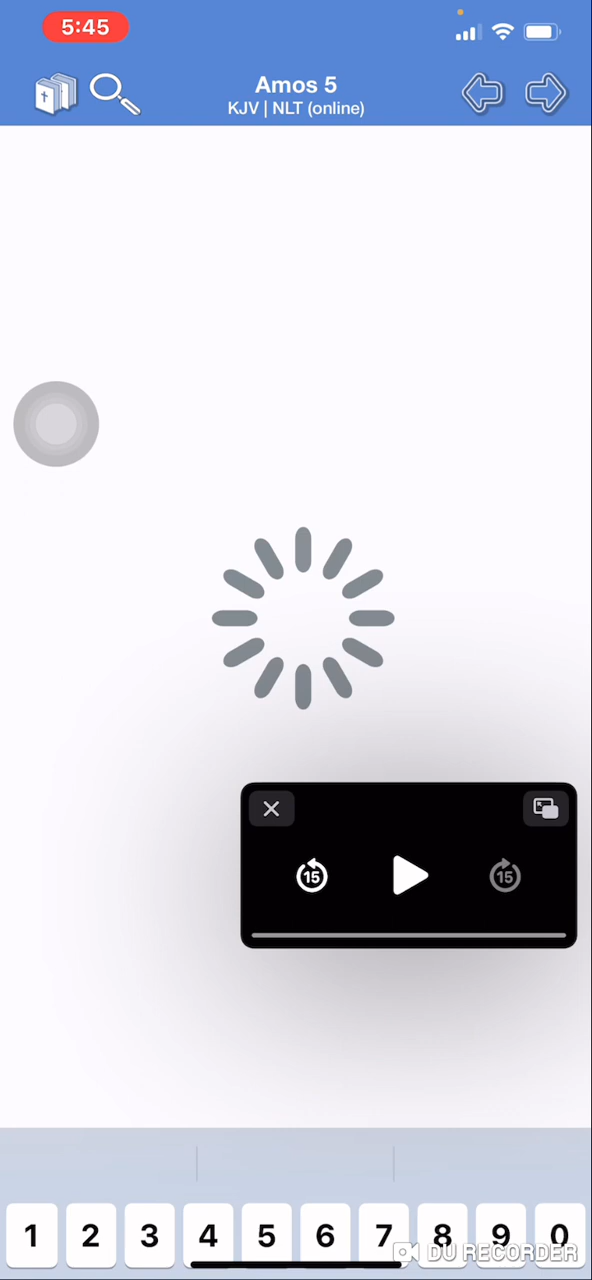 5:45
Amos 5
KJV | NLT (online)
15
15
1 2 3 4 5 6 7 8 9 0
DU RECORDER